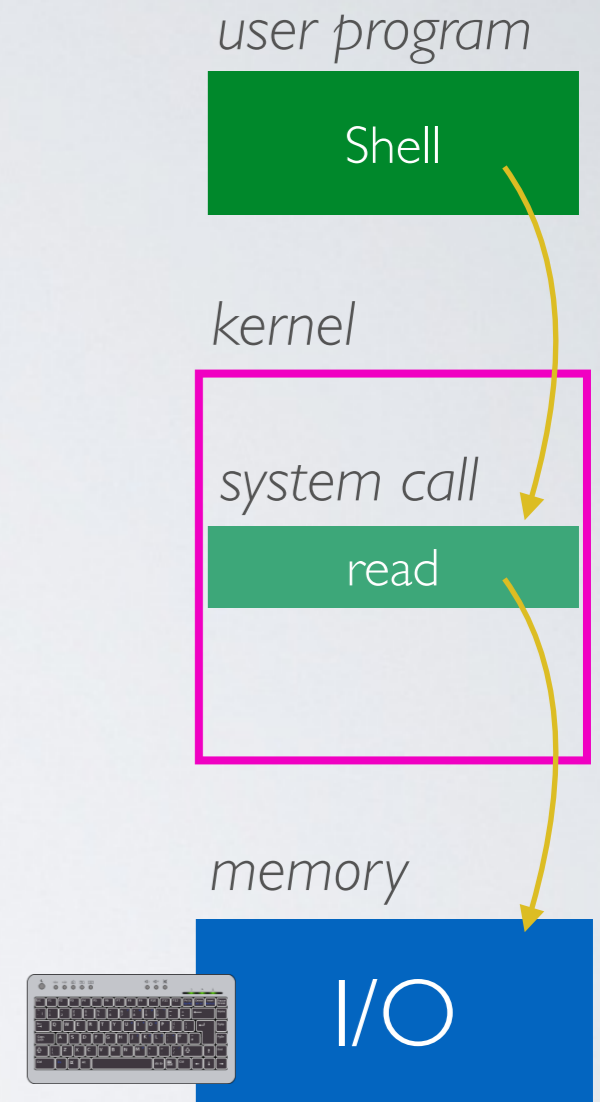 user program
Shell
kernel
system call
read
memory
I/O